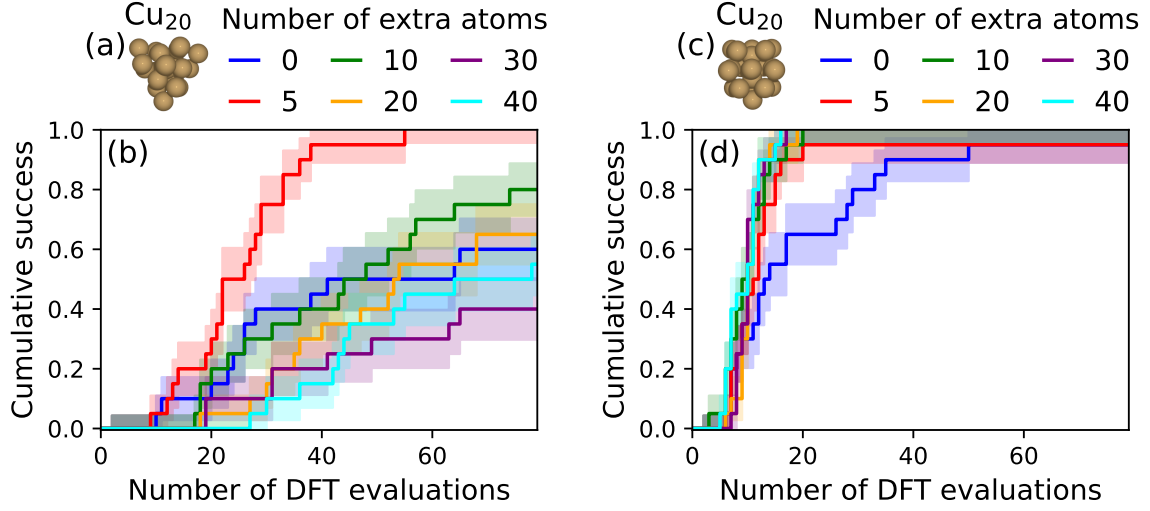 Cu20 Number of extra atoms
(a) 0 10 30
5 20 40
(b)
1.0
0.8
0.6
0.4
0.2
0.0
Cumulative success
0 20 40 60
Number of DFT evaluations
Cu20 Number of extra atoms
(c) 0 10 30
5 20 40
(d)
1.0
0.8
0.6
0.4
0.2
0.0
Cumulative success
0 20 40 60
Number of DFT evaluations